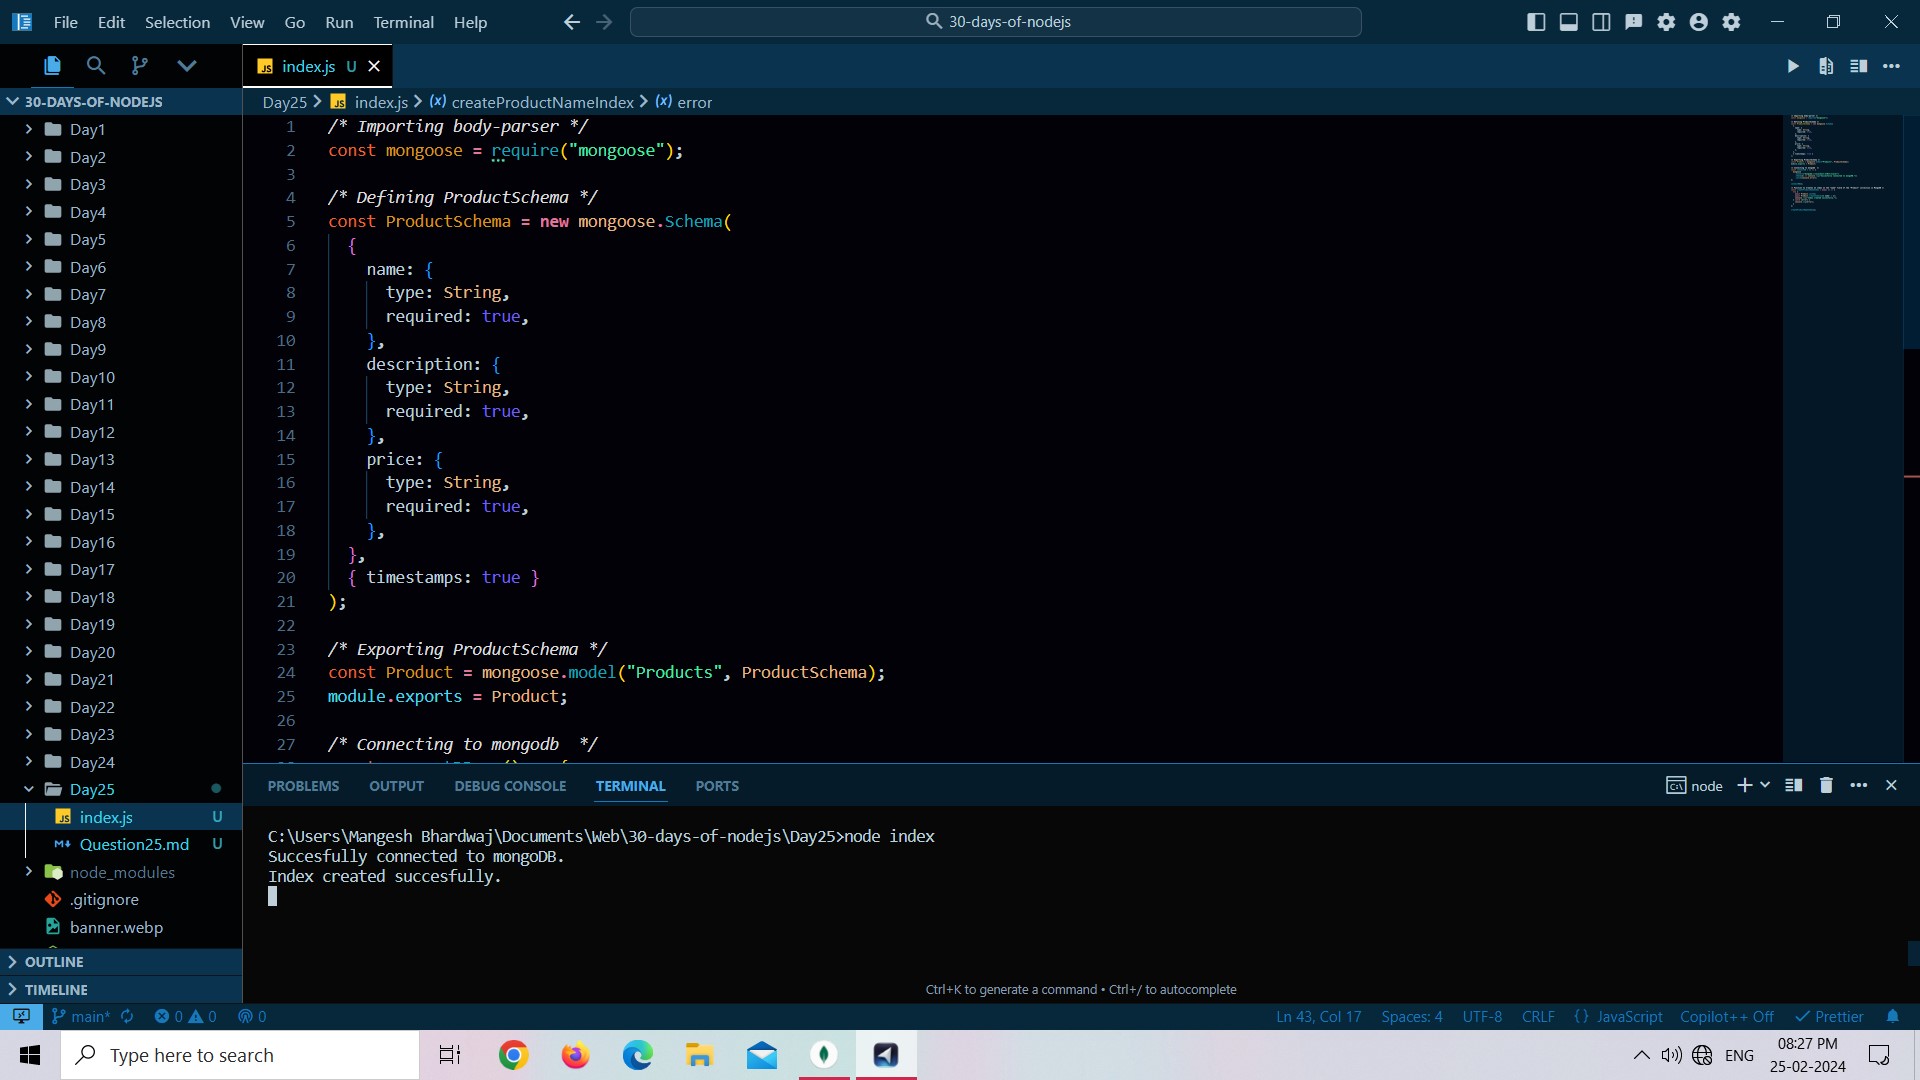 File Edit Selection View Go Run Terminal Help
30-days-of-nodejs
JS index.js U
30-DAYS-OF-NODEJS
Day25 > JS index.js > (x) createProductNameIndex > (x) error
Day1
Day2
Day3
Day4
Day5
Day6
Day7
Day8
Day9
Day10
Day11
Day12
Day13
Day14
Day15
Day16
Day17
Day18
Day19
Day20
Day21
Day22
Day23
Day24
Day25
JS index.js U
Question25.md U
node_modules
.gitignore
banner.webp
OUTLINE
TIMELINE
1 /* Importing body-parser */
2 const mongoose = require("mongoose");
3
4 /* Defining ProductSchema */
5 const ProductSchema = new mongoose.Schema(
6 {
7 name: {
8 type: String,
9 required: true,
10 },
11 description: {
12 type: String,
13 required: true,
14 },
15 price: {
16 type: String,
17 required: true,
18 },
19 },
20 { timestamps: true }
21 );
22
23 /* Exporting ProductSchema */
24 const Product = mongoose.model("Products", ProductSchema);
25 module.exports = Product;
26
27 /* Connecting to mongodb  */
PROBLEMS OUTPUT DEBUG CONSOLE TERMINAL PORTS
node
C:\Users\Mangesh Bhardwaj\Documents\Web\30-days-of-nodejs\Day25>node index
Succesfully connected to mongoDB.
Index created succesfully.
Ctrl+K to generate a command • Ctrl+/ to autocomplete
main* 0 0 0
Ln 43, Col 17 Spaces: 4 UTF-8 CRLF {} JavaScript Copilot++ Off Prettier
Type here to search
ENG
08:27 PM
25-02-2024